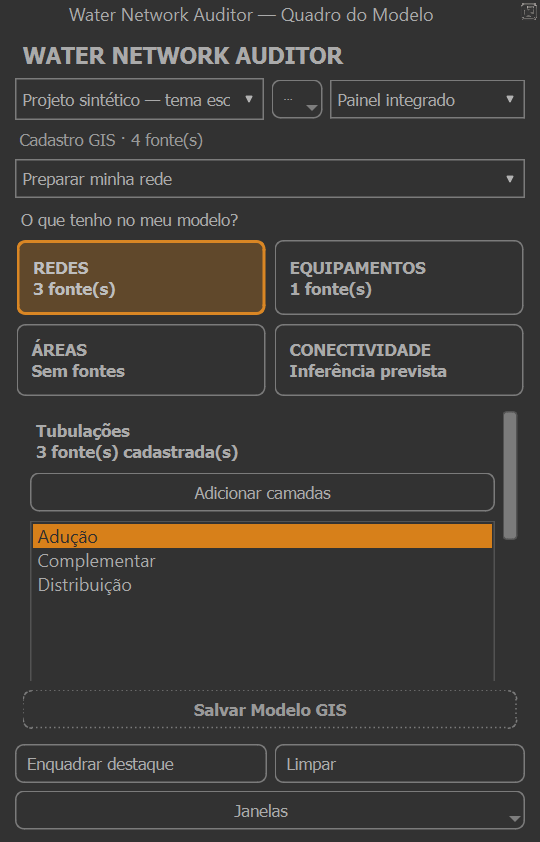 Water Network Auditor — Quadro do Modelo
WATER NETWORK AUDITOR
Projeto sintético — tema esc
...
Painel integrado
Cadastro GIS · 4 fonte(s)
Preparar minha rede
O que tenho no meu modelo?
REDES
3 fonte(s)
EQUIPAMENTOS
1 fonte(s)
ÁREAS
Sem fontes
CONECTIVIDADE
Inferência prevista
Tubulações
3 fonte(s) cadastrada(s)
Adicionar camadas
Adução
Complementar
Distribuição
Salvar Modelo GIS
Enquadrar destaque
Limpar
Janelas